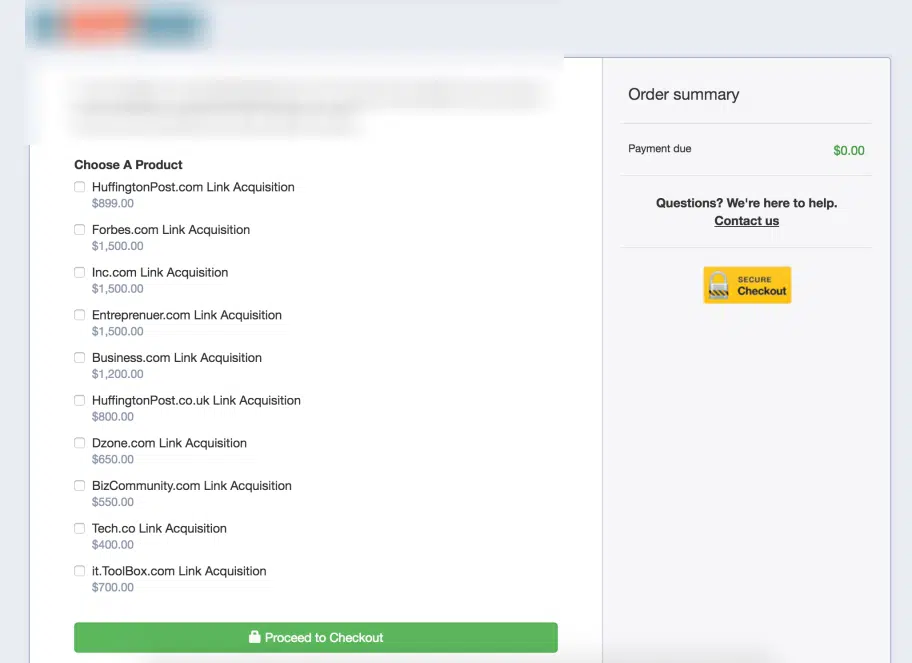 Choose A Product
HuffingtonPost.com Link Acquisition
$899.00
Forbes.com Link Acquisition
$1,500.00
Inc.com Link Acquisition
$1,500.00
Entreprenuer.com Link Acquisition
$1,500.00
Business.com Link Acquisition
$1,200.00
HuffingtonPost.co.uk Link Acquisition
$800.00
Dzone.com Link Acquisition
$650.00
BizCommunity.com Link Acquisition
$550.00
Tech.co Link Acquisition
$400.00
it.ToolBox.com Link Acquisition
$700.00
Proceed to Checkout
Order summary
Payment due $0.00
Questions? We're here to help.
Contact us
SECURE
Checkout